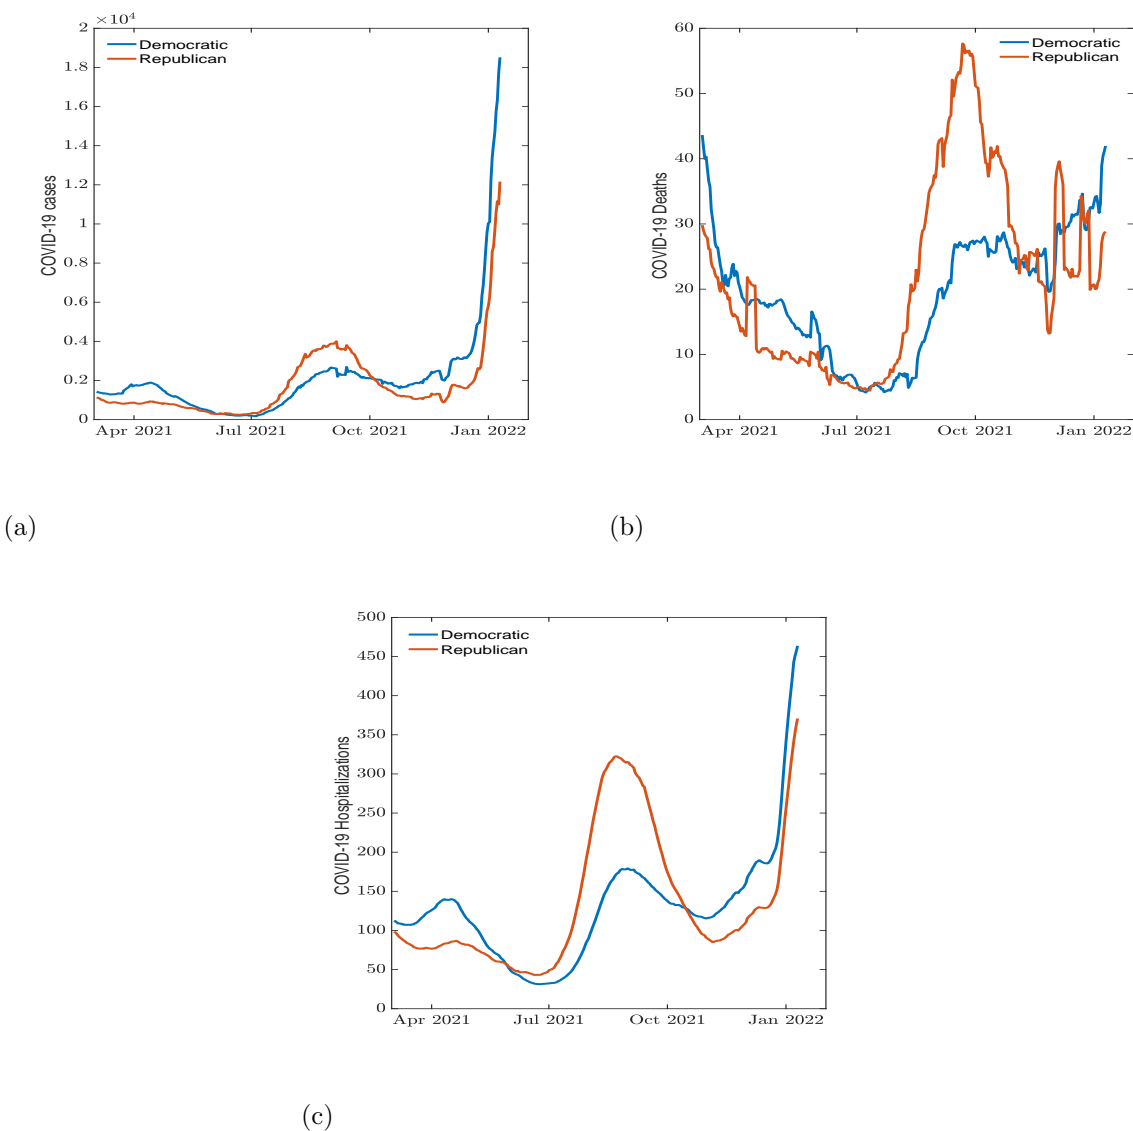 ×10⁴
2
1.8
1.6
1.4
1.2
1
0.8
0.6
0.4
0.2
0
COVID-19 cases
Democratic
Republican
Apr 2021 Jul 2021 Oct 2021 Jan 2022
(a)
60
50
40
30
20
10
0
COVID-19 Deaths
Democratic
Republican
Apr 2021 Jul 2021 Oct 2021 Jan 2022
(b)
500
450
400
350
300
250
200
150
100
50
0
COVID-19 Hospitalizations
Democratic
Republican
Apr 2021 Jul 2021 Oct 2021 Jan 2022
(c)